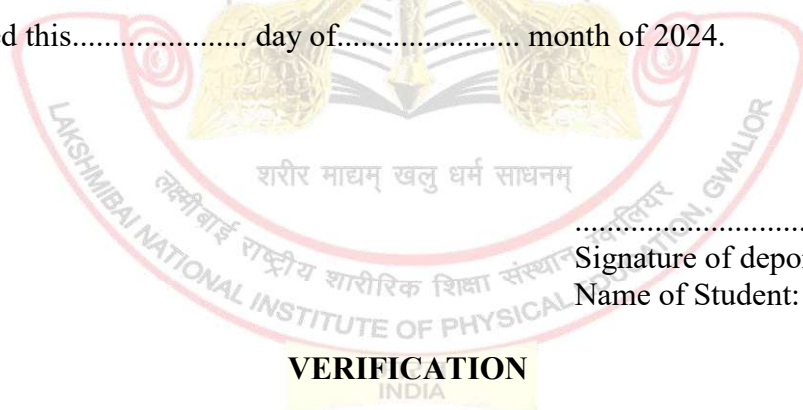 ed this..................... day of...................... month of 2024.
शरीर माद्यम् खलु धर्म साधनम्
लक्ष्मीबाई राष्ट्रीय शारीरिक शिक्षा संस्थान ग्वालियर
LAKSHMIBAI NATIONAL INSTITUTE OF PHYSICAL EDUCATION, GWALIOR
............................
Signature of depo
Name of Student:
VERIFICATION
INDIA